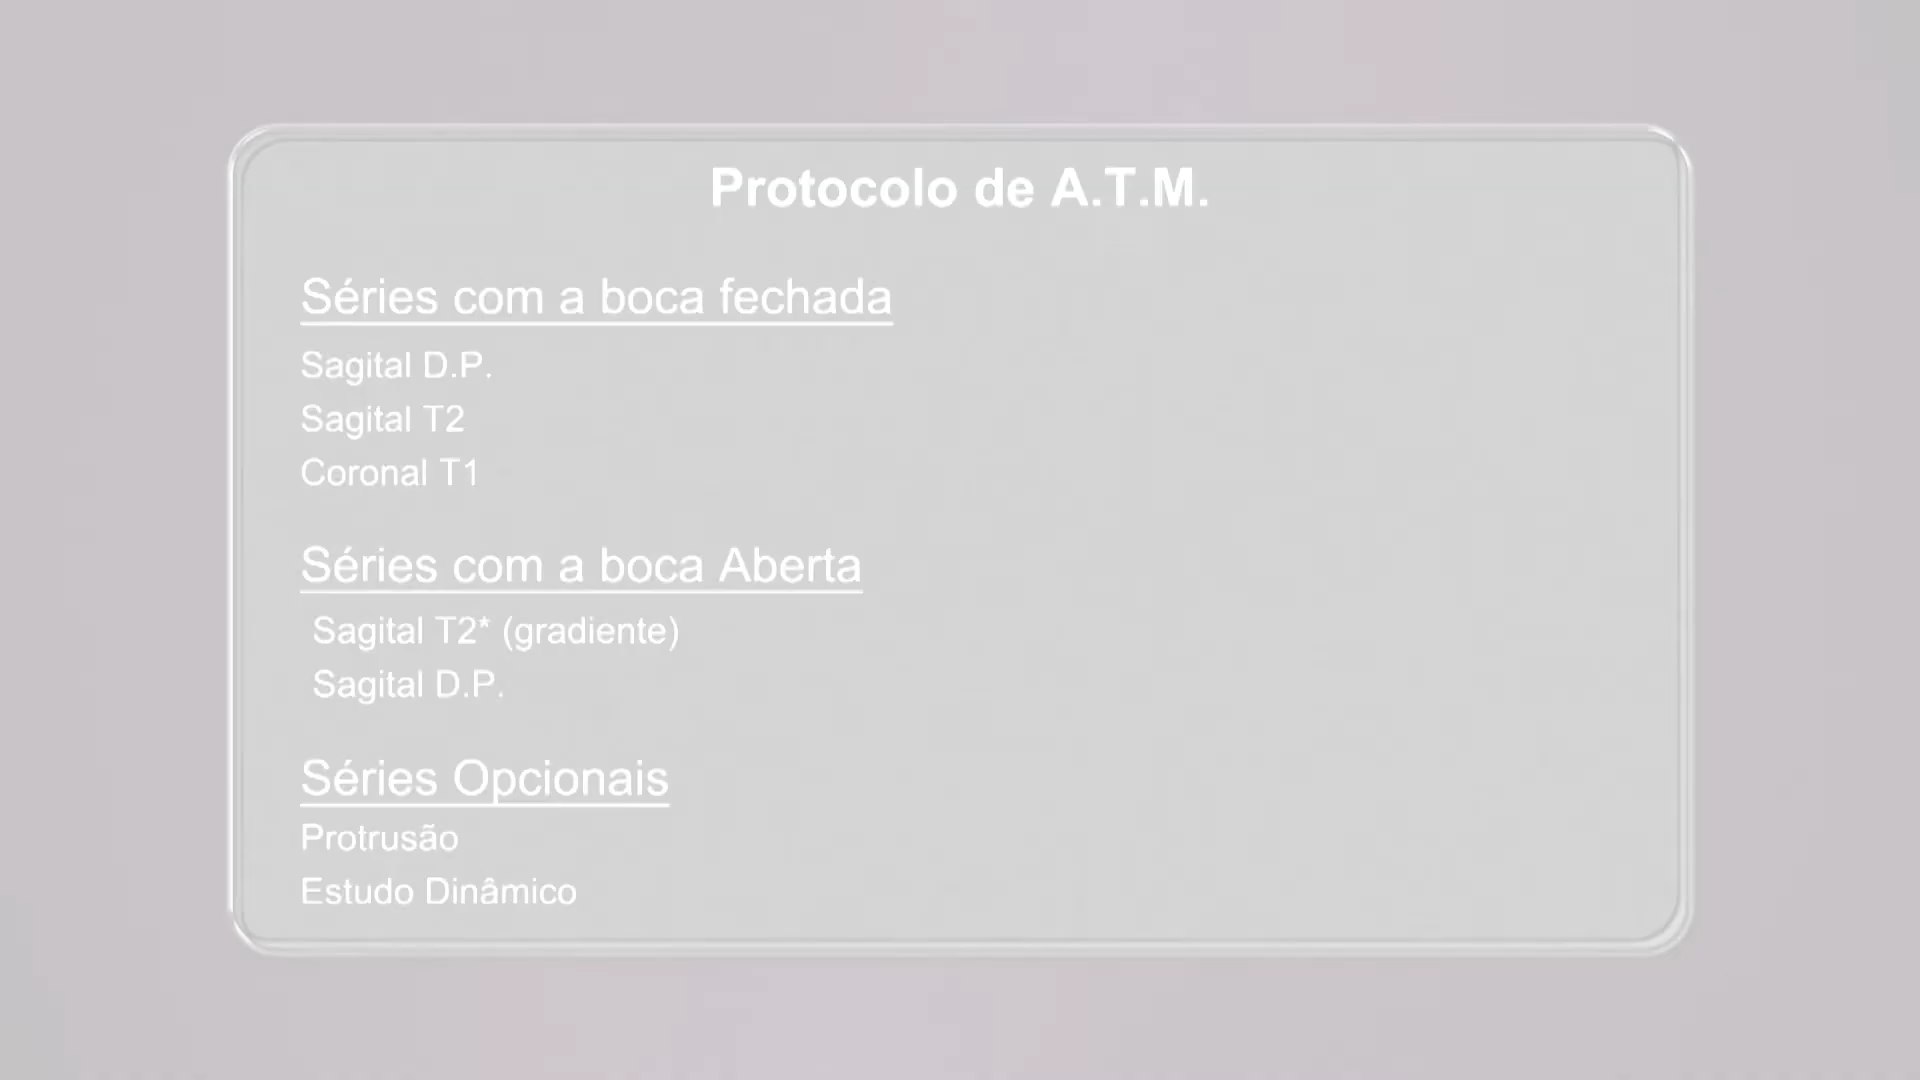 Protocolo de A.T.M.
Séries com a boca fechada
Sagital D.P.
Sagital T2
Coronal T1
Séries com a boca Aberta
Sagital T2* (gradiente)
Sagital D.P.
Séries Opcionais
Protrusão
Estudo Dinâmico